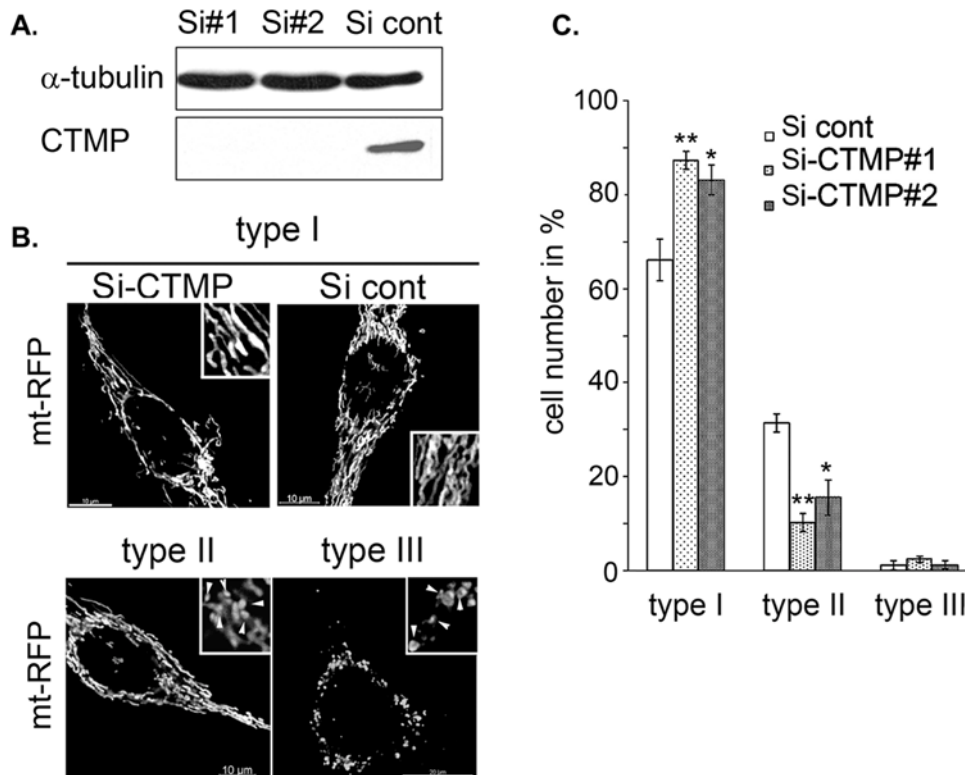 A.
Si#1 Si#2 Si cont
α-tubulin
CTMP
B.
type I
Si-CTMP Si cont
mt-RFP
10 µm
10 µm
type II type III
mt-RFP
10 µm
20 µm
C.
cell number in %
100
80
60
40
20
0
** *
** *
Si cont
Si-CTMP#1
Si-CTMP#2
type I type II type III